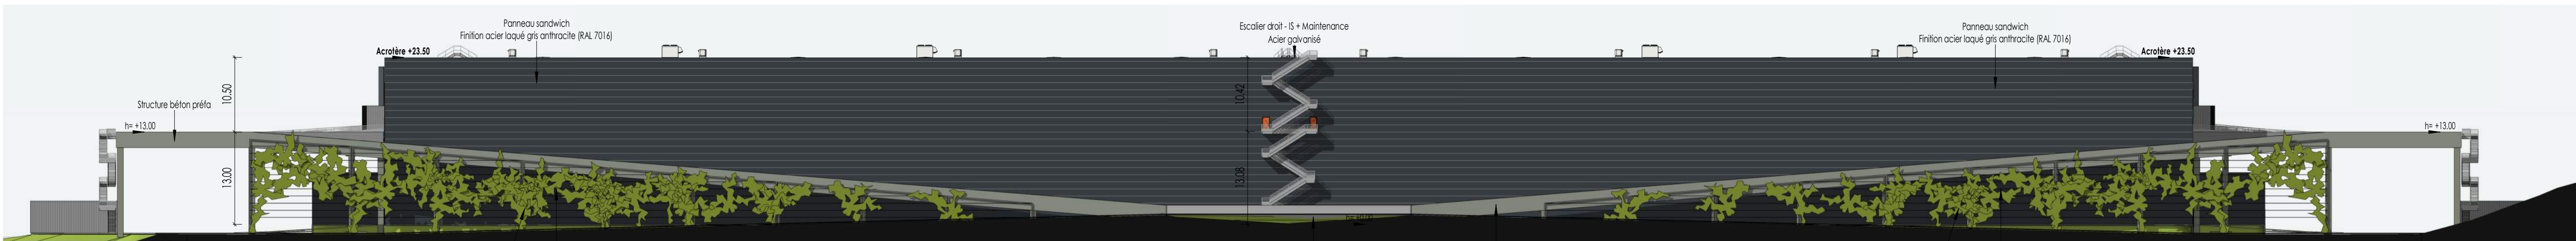 Panneau sandwich
Finition acier laqué gris anthracite (RAL 7016)
Escalier droit - IS + Maintenance
Acier galvanisé
Panneau sandwich
Finition acier laqué gris anthracite (RAL 7016)
Acrotère +23.50
Acrotère +23.50
10.50
10.42
Structure béton préfa
h= +13.00
h= +13.00
13.00
13.08